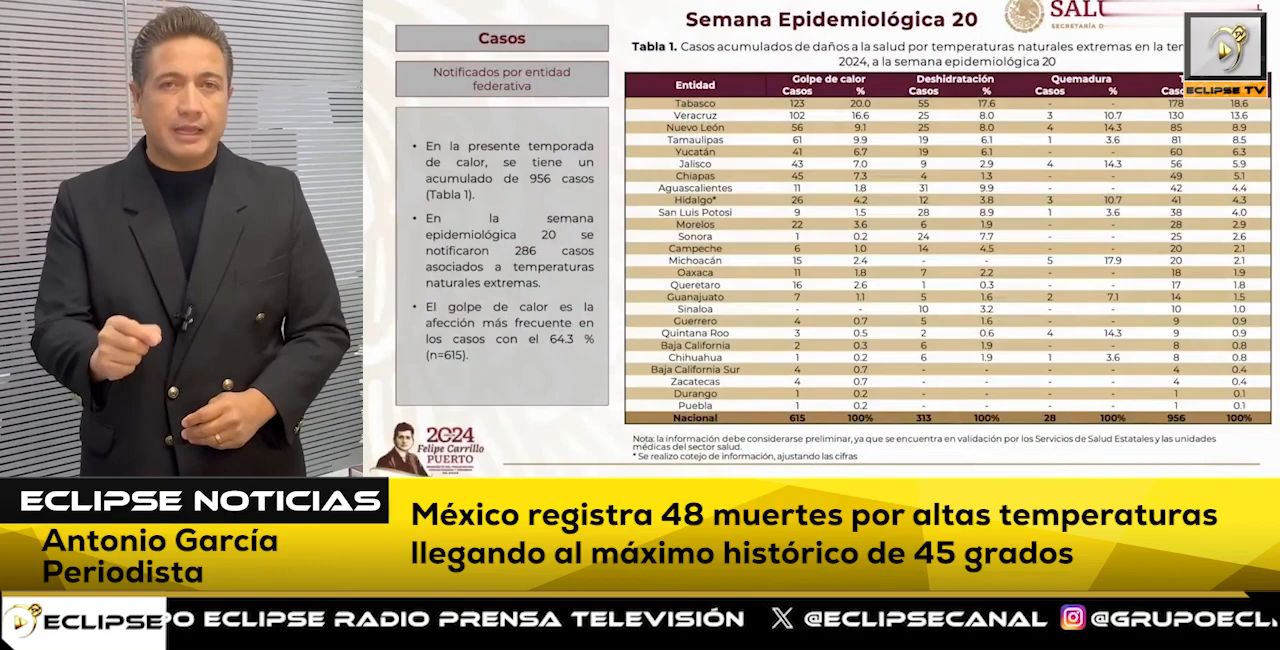 Casos
Notificados por entidad
federativa
• En la presente temporada
de calor, se tiene un
acumulado de 956 casos
(Tabla 1).
• En la semana
epidemiológica 20 se
notificaron 286 casos
asociados a temperaturas
naturales extremas.
• El golpe de calor es la
afección más frecuente en
los casos con el 64.3 %
(n=615).
2024
Felipe Carrillo
PUERTO
Semana Epidemiológica 20
SALU
SECRETARÍA D
Tabla 1. Casos acumulados de daños a la salud por temperaturas naturales extremas en la te
2024, a la semana epidemiológica 20
Entidad Golpe de calor Deshidratación Quemadura T
Casos % Casos % Casos % Casos %
Tabasco 123 20.0 55 17.6 - - 178 18.6
Veracruz 102 16.6 25 8.0 3 10.7 130 13.6
Nuevo León 56 9.1 25 8.0 4 14.3 85 8.9
Tamaulipas 61 9.9 19 6.1 1 3.6 81 8.5
Yucatán 41 6.7 19 6.1 - - 60 6.3
Jalisco 43 7.0 9 2.9 4 14.3 56 5.9
Chiapas 45 7.3 4 1.3 - - 49 5.1
Aguascalientes 11 1.8 31 9.9 - - 42 4.4
Hidalgo* 26 4.2 12 3.8 3 10.7 41 4.3
San Luis Potosi 9 1.5 28 8.9 1 3.6 38 4.0
Morelos 22 3.6 6 1.9 - - 28 2.9
Sonora 1 0.2 24 7.7 - - 25 2.6
Campeche 6 1.0 14 4.5 - - 20 2.1
Michoacán 15 2.4 - - 5 17.9 20 2.1
Oaxaca 11 1.8 7 2.2 - - 18 1.9
Queretaro 16 2.6 1 0.3 - - 17 1.8
Guanajuato 7 1.1 5 1.6 2 7.1 14 1.5
Sinaloa - - 10 3.2 - - 10 1.0
Guerrero 4 0.7 5 1.6 - - 9 0.9
Quintana Roo 3 0.5 2 0.6 4 14.3 9 0.9
Baja California 2 0.3 6 1.9 - - 8 0.8
Chihuahua 1 0.2 6 1.9 1 3.6 8 0.8
Baja California Sur 4 0.7 - - - - 4 0.4
Zacatecas 4 0.7 - - - - 4 0.4
Durango 1 0.2 - - - - 1 0.1
Puebla 1 0.2 - - - - 1 0.1
Nacional 615 100% 313 100% 28 100% 956 100%
Nota: la información debe considerarse preliminar, ya que se encuentra en validación por los Servicios de Salud Estatales y las unidades
médicas del sector salud.
* Se realizo cotejo de información, ajustando las cifras
TV
ECLIPSE TV
ECLIPSE NOTICIAS
Antonio García
Periodista
México registra 48 muertes por altas temperaturas
llegando al máximo histórico de 45 grados
ECLIPSE PO ECLIPSE RADIO PRENSA TELEVISIÓN @ECLIPSECANAL @GRUPOECLI